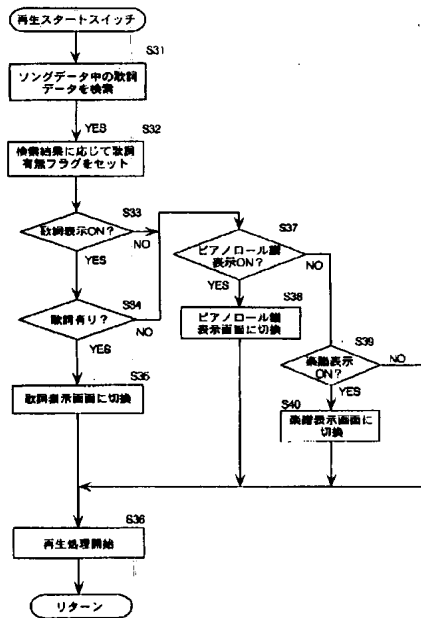 再生スタートスイッチ
S31
ソングデータ中の歌詞
データを検索
YES
S32
検索結果に応じて歌詞
有無フラグをセット
S33
歌詞表示ON?
NO
YES
S34
歌詞有り?
NO
YES
S35
歌詞表示画面に切換
S37
ピアノロール譜
表示ON?
NO
YES
S38
ピアノロール譜
表示画面に切換
S39
楽譜表示
ON?
NO
YES
S40
楽譜表示画面に
切換
S36
再生処理開始
リターン